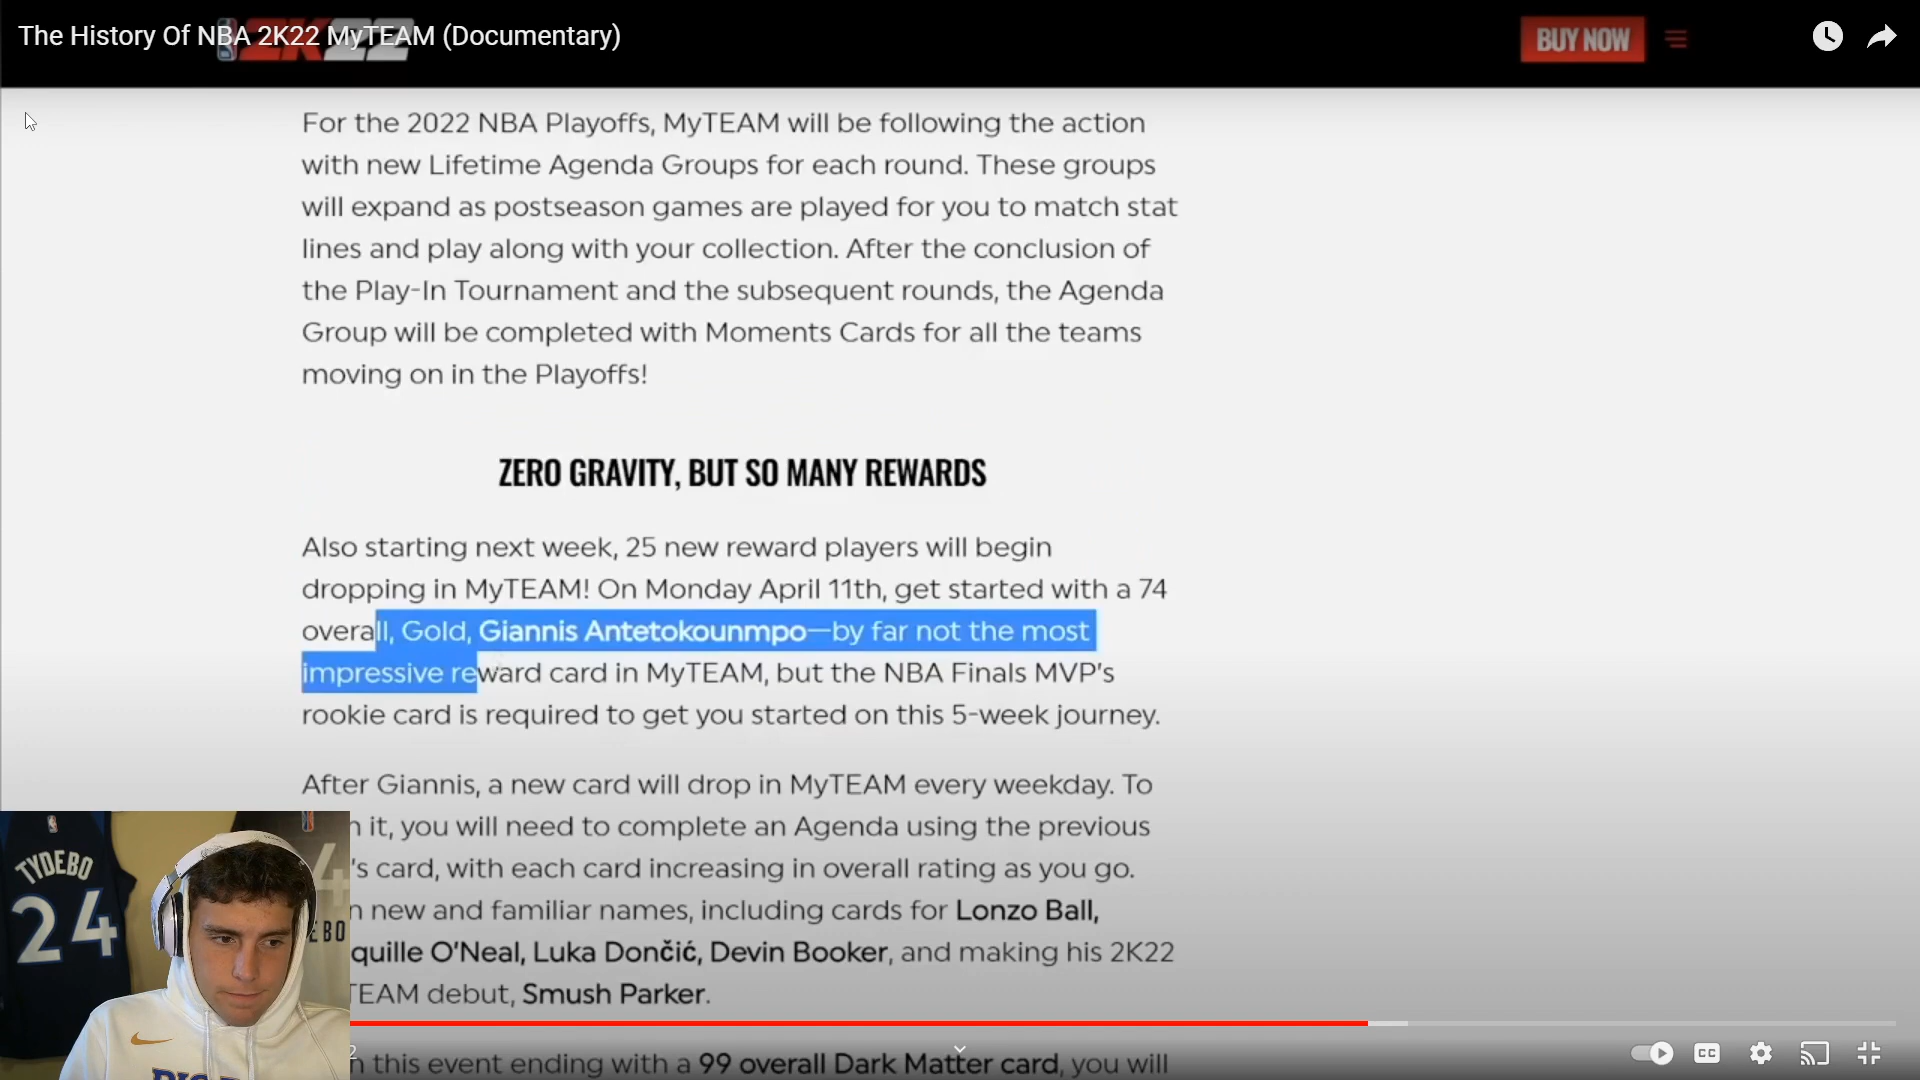 The History Of NBA 2K22 MyTEAM (Documentary)
2K22
BUY NOW
For the 2022 NBA Playoffs, MyTEAM will be following the action
with new Lifetime Agenda Groups for each round. These groups
will expand as postseason games are played for you to match stat
lines and play along with your collection. After the conclusion of
the Play-In Tournament and the subsequent rounds, the Agenda
Group will be completed with Moments Cards for all the teams
moving on in the Playoffs!
ZERO GRAVITY, BUT SO MANY REWARDS
Also starting next week, 25 new reward players will begin
dropping in MyTEAM! On Monday April 11th, get started with a 74
overall, Gold, Giannis Antetokounmpo—by far not the most
impressive reward card in MyTEAM, but the NBA Finals MVP's
rookie card is required to get you started on this 5-week journey.
After Giannis, a new card will drop in MyTEAM every weekday. To
it, you will need to complete an Agenda using the previous
's card, with each card increasing in overall rating as you go.
new and familiar names, including cards for Lonzo Ball,
quille O'Neal, Luka Dončić, Devin Booker, and making his 2K22
TEAM debut, Smush Parker.
this event ending with a 99 overall Dark Matter card, you will
TYDEBO
24
4
EBO
CC